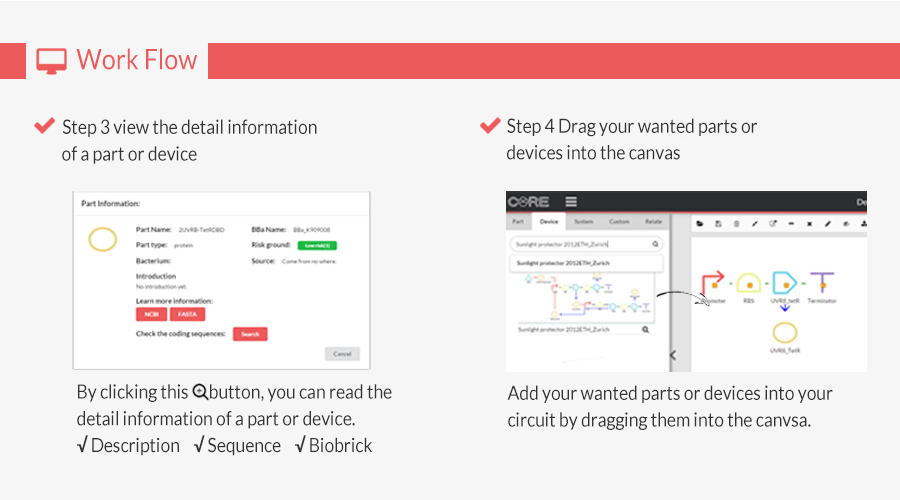 Work Flow
Step 3 view the detail information
of a part or device
Part Information:
Part Name: 2UVR8-TetRDBD
BBa Name: BBa_K909008
Part type: protein
Risk ground: Low risk(1)
Bacterium:
Source: Come from no where.
Introduction
No introduction yet.
Learn more information:
NCBI FASTA
Check the coding sequences: Search
Cancel
By clicking this button, you can read the
detail information of a part or device.
√ Description √ Sequence √ Biobrick
Step 4 Drag your wanted parts or
devices into the canvas
CORE De
Part Device System Custom Relate
Sunlight protector 2012ETH_Zurich
Sunlight protector 2012ETH_Zurich
Sunlight protector 2012ETH_Zurich
Promoter RBS UVR8_tetR Terminator
UVR8_TetR
Add your wanted parts or devices into your
circuit by dragging them into the canvsa.